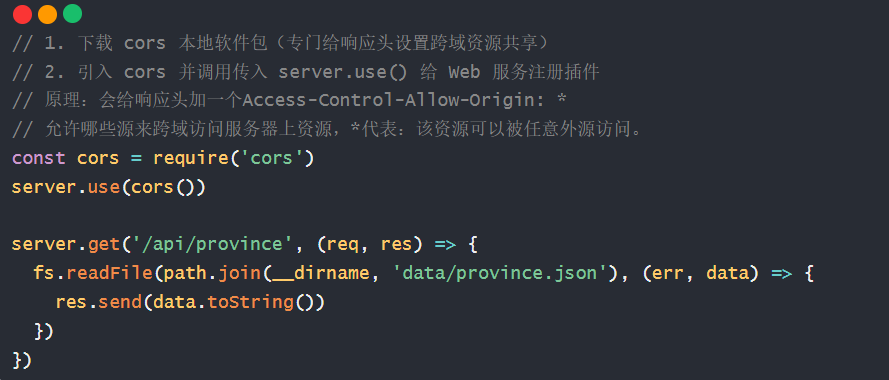 // 1. 下载 cors 本地软件包（专门给响应头设置跨域资源共享）
// 2. 引入 cors 并调用传入 server.use() 给 Web 服务注册插件
// 原理：会给响应头加一个Access-Control-Allow-Origin: *
// 允许哪些源来跨域访问服务器上资源，*代表：该资源可以被任意外源访问。
const cors = require('cors')
server.use(cors())

server.get('/api/province', (req, res) => {
  fs.readFile(path.join(__dirname, 'data/province.json'), (err, data) => {
    res.send(data.toString())
  })
})